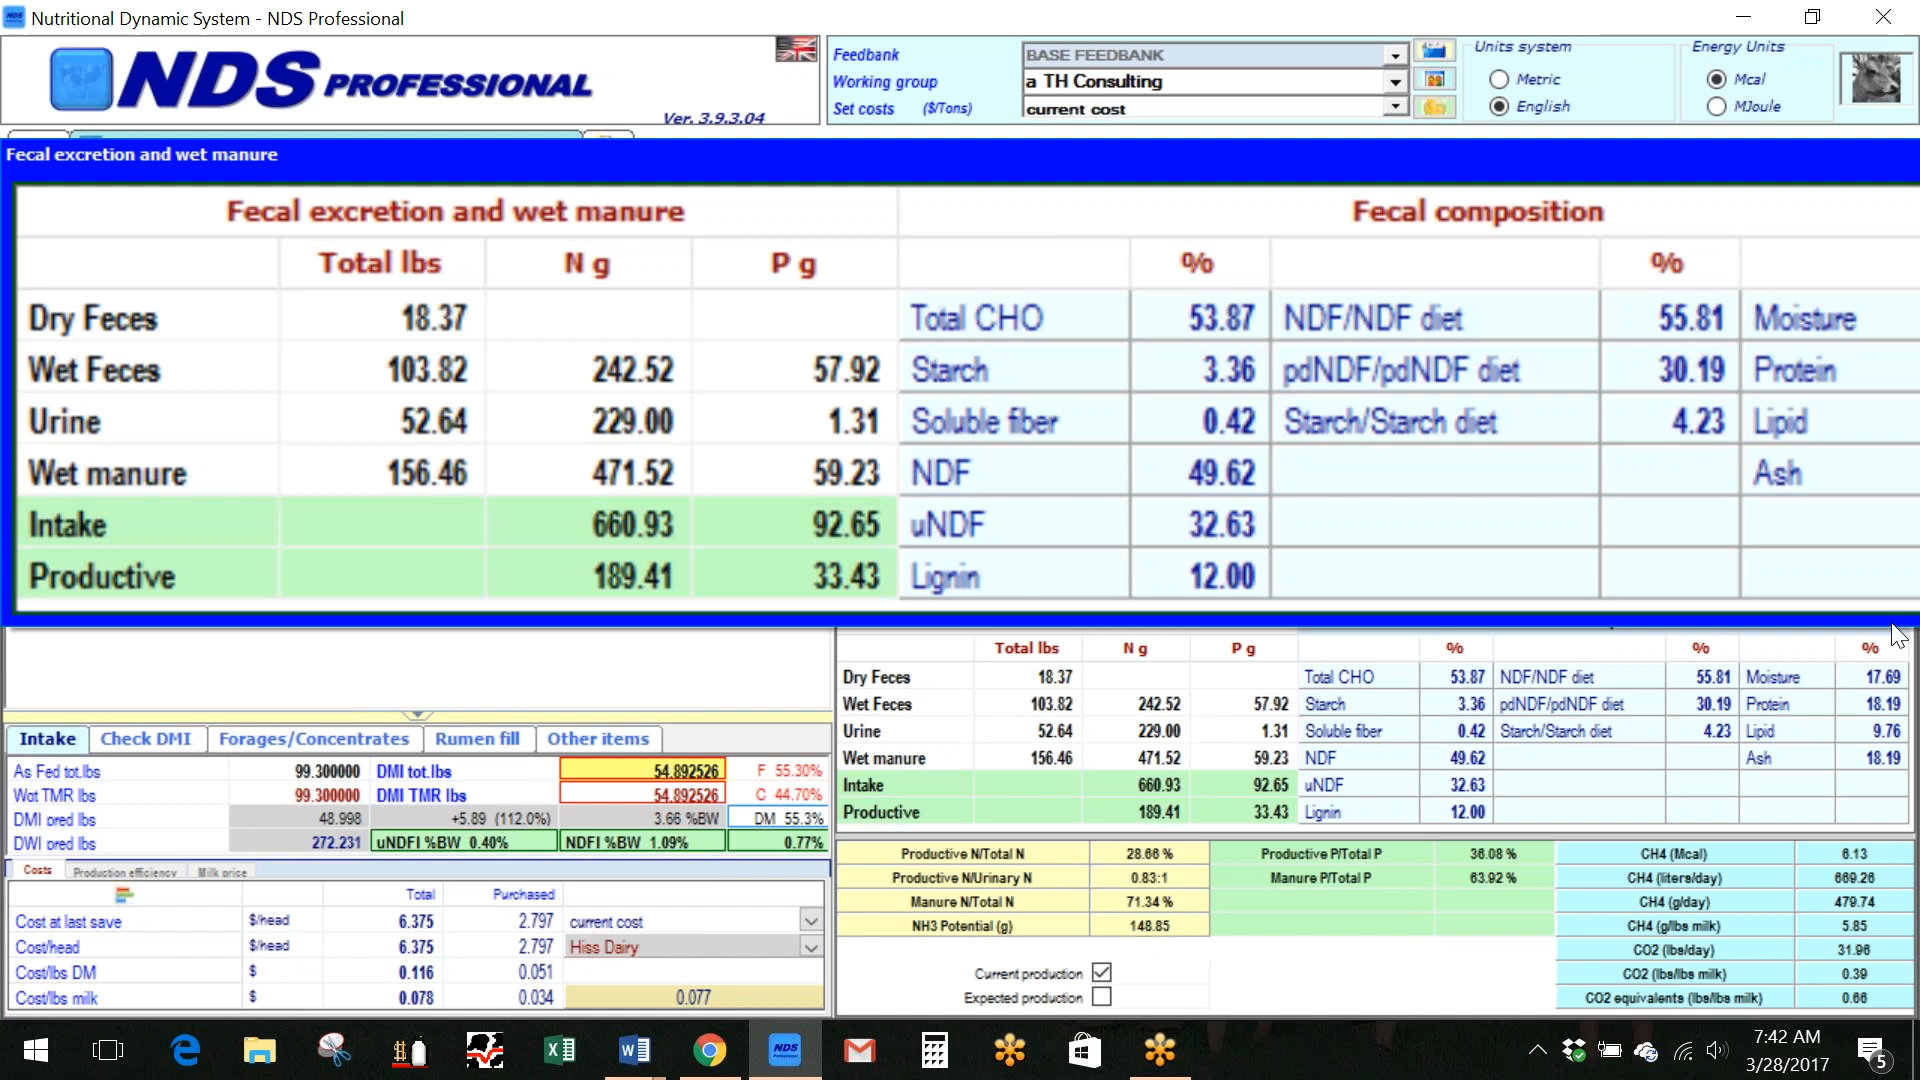 Nutritional Dynamic System - NDS Professional
NDS PROFESSIONAL
Ver. 3.9.3.04
Feedbank BASE FEEDBANK
Working group a TH Consulting
Set costs ($/Tons) current cost
Units system
Metric
English
Energy Units
Mcal
MJoule
Fecal excretion and wet manure
Fecal excretion and wet manure Fecal composition
Total lbs N g P g % %
Dry Feces 18.37 Total CHO 53.87 NDF/NDF diet 55.81 Moisture
Wet Feces 103.82 242.52 57.92 Starch 3.36 pdNDF/pdNDF diet 30.19 Protein
Urine 52.64 229.00 1.31 Soluble fiber 0.42 Starch/Starch diet 4.23 Lipid
Wet manure 156.46 471.52 59.23 NDF 49.62 Ash
Intake 660.93 92.65 uNDF 32.63
Productive 189.41 33.43 Lignin 12.00
Total lbs N g P g % % %
Dry Feces 18.37 Total CHO 53.87 NDF/NDF diet 55.81 Moisture 17.69
Wet Feces 103.82 242.52 57.92 Starch 3.36 pdNDF/pdNDF diet 30.19 Protein 18.19
Urine 52.64 229.00 1.31 Soluble fiber 0.42 Starch/Starch diet 4.23 Lipid 9.76
Wet manure 156.46 471.52 59.23 NDF 49.62 Ash 18.19
Intake 660.93 92.65 uNDF 32.63
Productive 189.41 33.43 Lignin 12.00
Intake Check DMI Forages/Concentrates Rumen fill Other items
As Fed tot.lbs 99.300000 DMI tot.lbs 54.892526 F 55.30%
Wet TMR lbs 99.300000 DMI TMR lbs 54.892526 C 44.70%
DMI pred lbs 48.998 +5.89 (112.0%) 3.66 %BW DM 55.3%
DWI pred lbs 272.231 uNDFI %BW 0.40% NDFI %BW 1.09% 0.77%
Costs Production efficiency Milk price
Total Purchased
Cost at last save $/head 6.375 2.797 current cost
Cost/head $/head 6.375 2.797 Hiss Dairy
Cost/lbs DM $ 0.116 0.051
Cost/lbs milk $ 0.078 0.034 0.077
Productive N/Total N 28.66 % Productive P/Total P 36.08 % CH4 (Mcal) 6.13
Productive N/Urinary N 0.83:1 Manure P/Total P 63.92 % CH4 (liters/day) 669.26
Manure N/Total N 71.34 % CH4 (g/day) 479.74
NH3 Potential (g) 148.85 CH4 (g/lbs milk) 5.85
CO2 (lbs/day) 31.96
Current production CO2 (lbs/lbs milk) 0.39
Expected production CO2 equivalents (lbs/lbs milk) 0.66
NDS
7:42 AM
3/28/2017
5